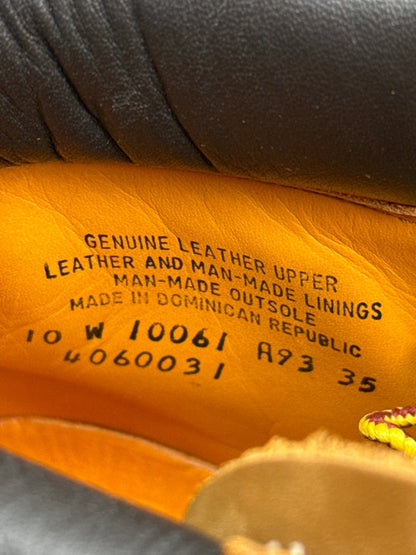 GENUINE LEATHER UPPER
LEATHER AND MAN-MADE LININGS
MAN-MADE OUTSOLE
MADE IN DOMINICAN REPUBLIC
10 W 10061 A93 35
4060031